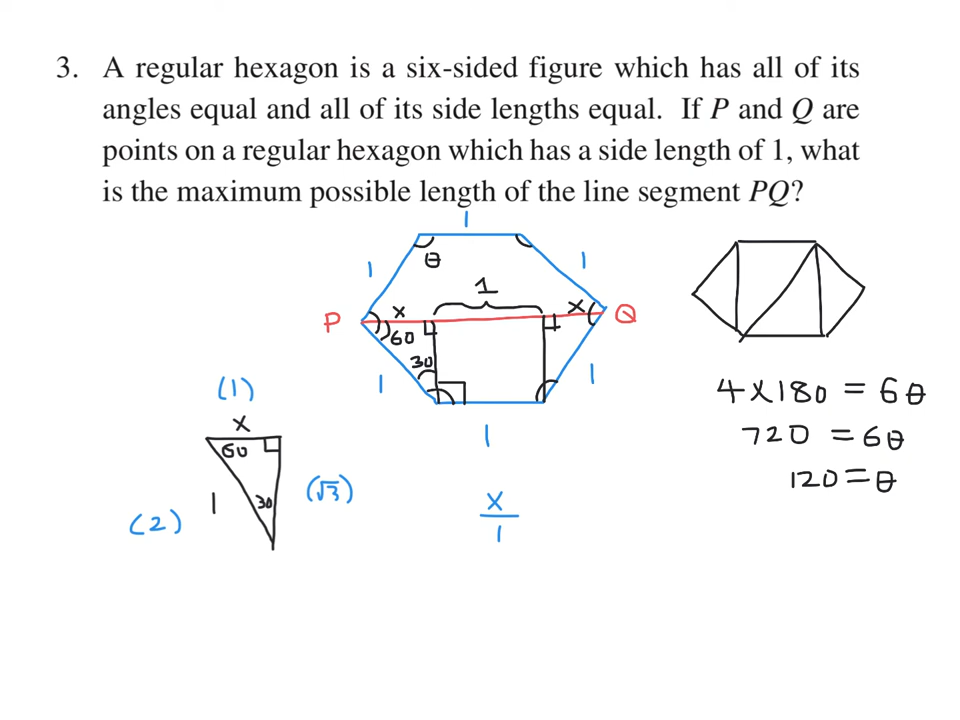 3. A regular hexagon is a six-sided figure which has all of its
angles equal and all of its side lengths equal. If P and Q are
points on a regular hexagon which has a side length of 1, what
is the maximum possible length of the line segment PQ?
1
θ
1
1
1
P
x
x
Q
60
30
1
1
1
4 × 180 = 6θ
720 = 6θ
120 = θ
(1)
x
60
1
30
(√3)
(2)
x
1